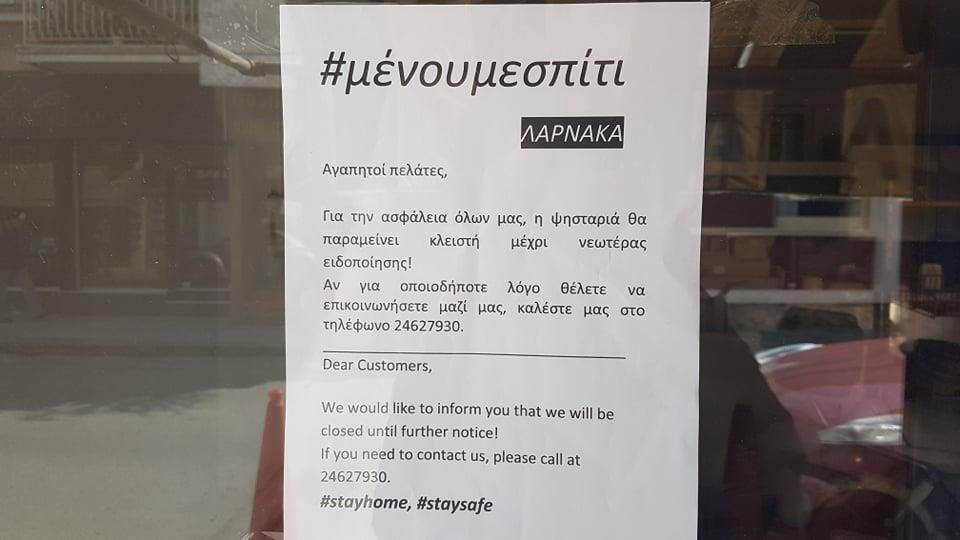 #μένουμεσπίτι
ΛΑΡΝΑΚΑ
Αγαπητοί πελάτες,
Για την ασφάλεια όλων μας, η ψησταριά θα
παραμείνει κλειστή μέχρι νεωτέρας
ειδοποίησης!
Αν για οποιοδήποτε λόγο θέλετε να
επικοινωνήσετε μαζί μας, καλέστε μας στο
τηλέφωνο 24627930.
Dear Customers,
We would like to inform you that we will be
closed until further notice!
If you need to contact us, please call at
24627930.
#stayhome, #staysafe